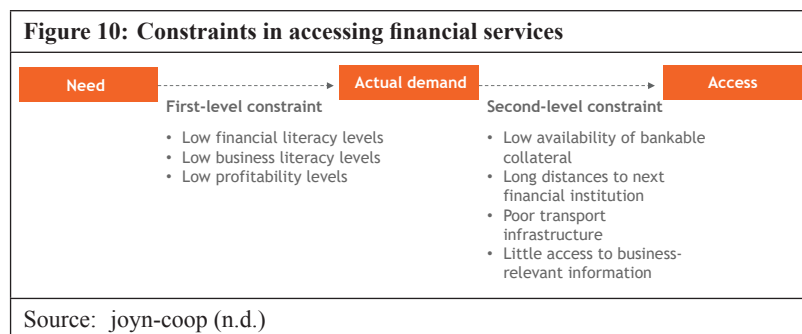 Figure 10: Constraints in accessing financial services
Need
Actual demand
Access
First-level constraint
• Low financial literacy levels
• Low business literacy levels
• Low profitability levels
Second-level constraint
• Low availability of bankable
collateral
• Long distances to next
financial institution
• Poor transport
infrastructure
• Little access to business-
relevant information
Source: joyn-coop (n.d.)